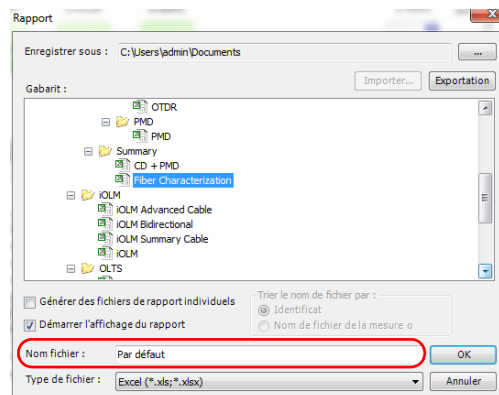 Rapport
Enregistrer sous : C:\Users\admin\Documents ...
Gabarit : Importer... Exportation
OTDR
PMD
PMD
Summary
CD + PMD
Fiber Characterization
iOLM
iOLM Advanced Cable
iOLM Bidirectional
iOLM Summary Cable
iOLM
OLTS
Générer des fichiers de rapport individuels
Démarrer l'affichage du rapport
Trier le nom de fichier par :
Identificat
Nom de fichier de la mesure o
Nom fichier : Par défaut OK
Type de fichier : Excel (*.xls;*.xlsx) Annuler